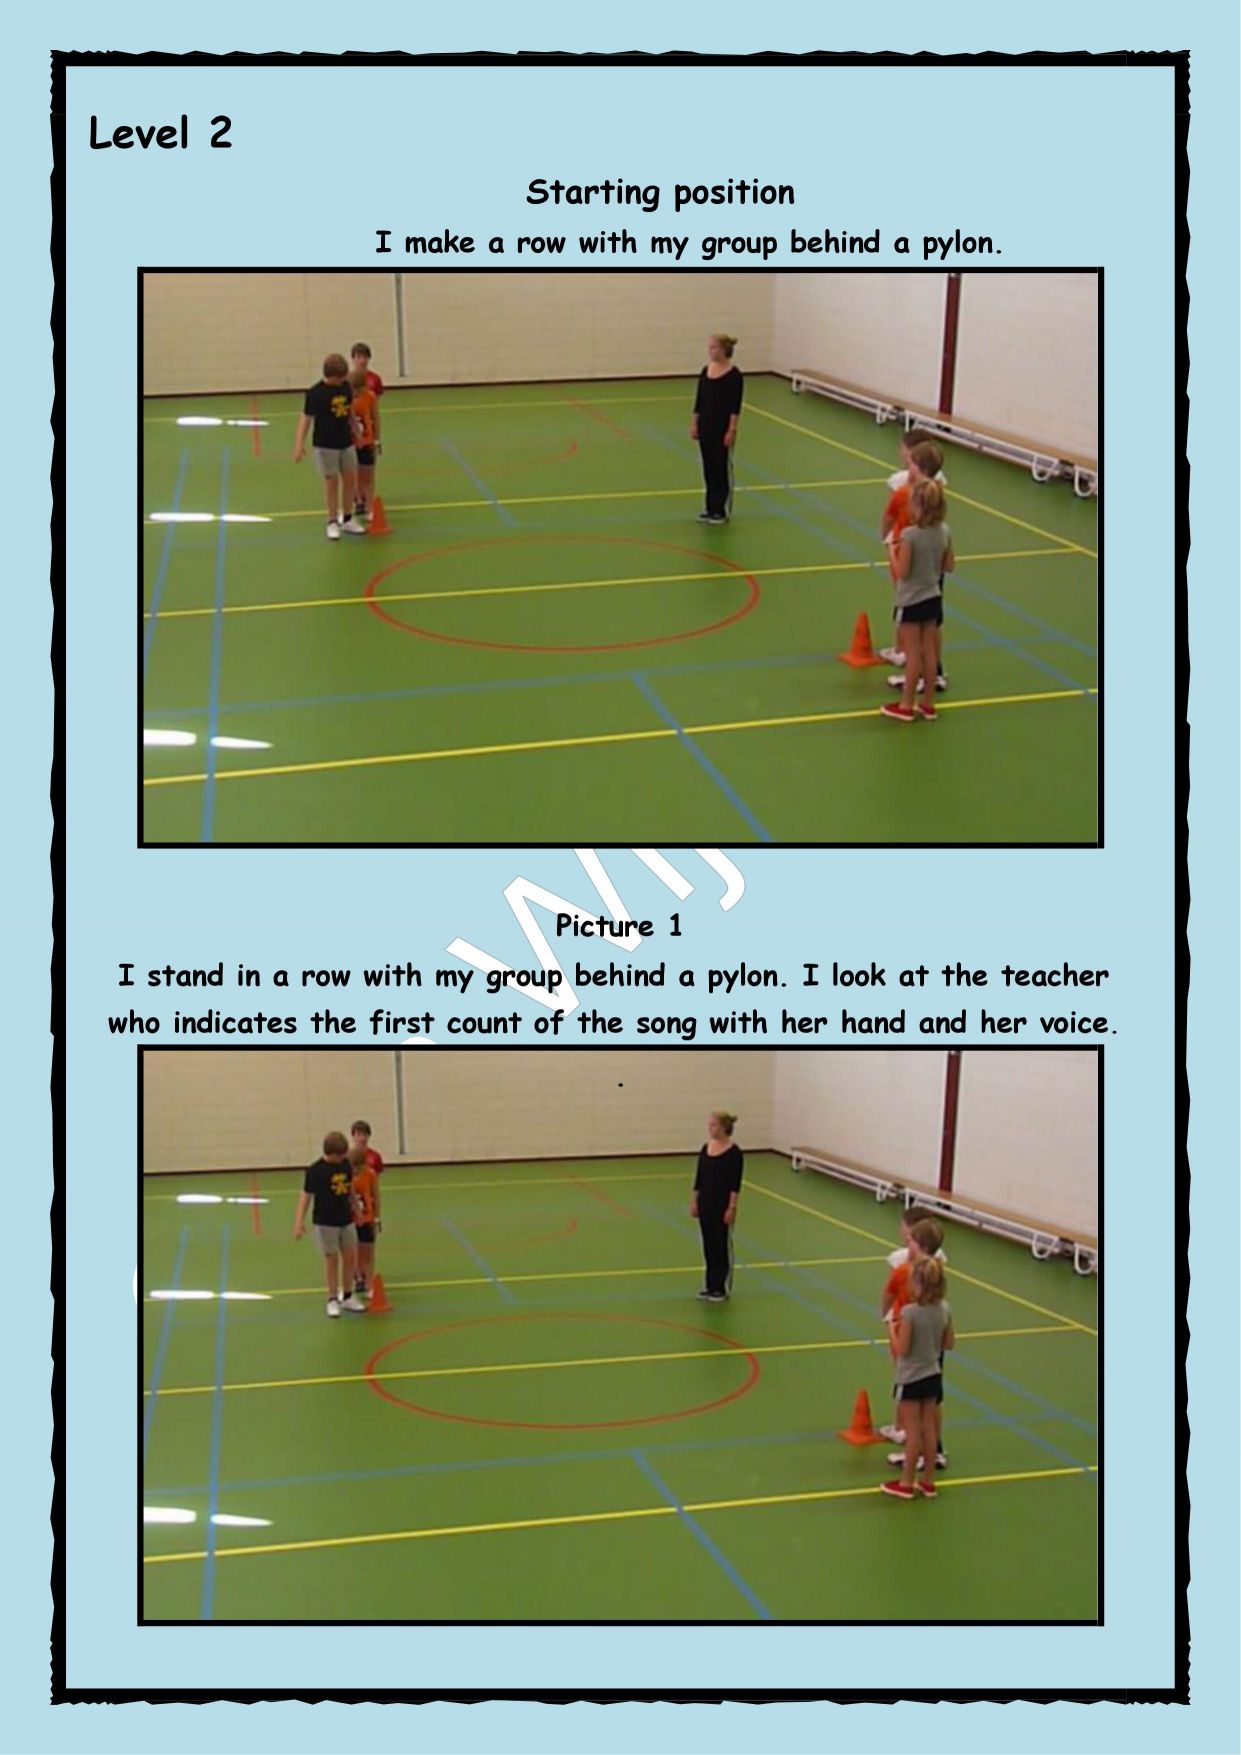 Level 2
Starting position
I make a row with my group behind a pylon.
Wij
Picture 1
I stand in a row with my group behind a pylon. I look at the teacher
who indicates the first count of the song with her hand and her voice.
.